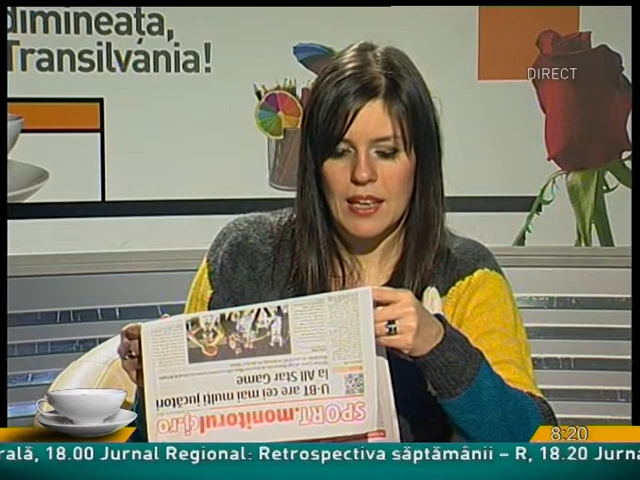 dimineața,
Transilvania!
DIRECT
U-BT are cei mai mulți jucători
la All Star Game
SPORT.monitorulcj.ro
8:20
rală, 18.00 Jurnal Regional: Retrospectiva săptămânii – R, 18.20 Jurna